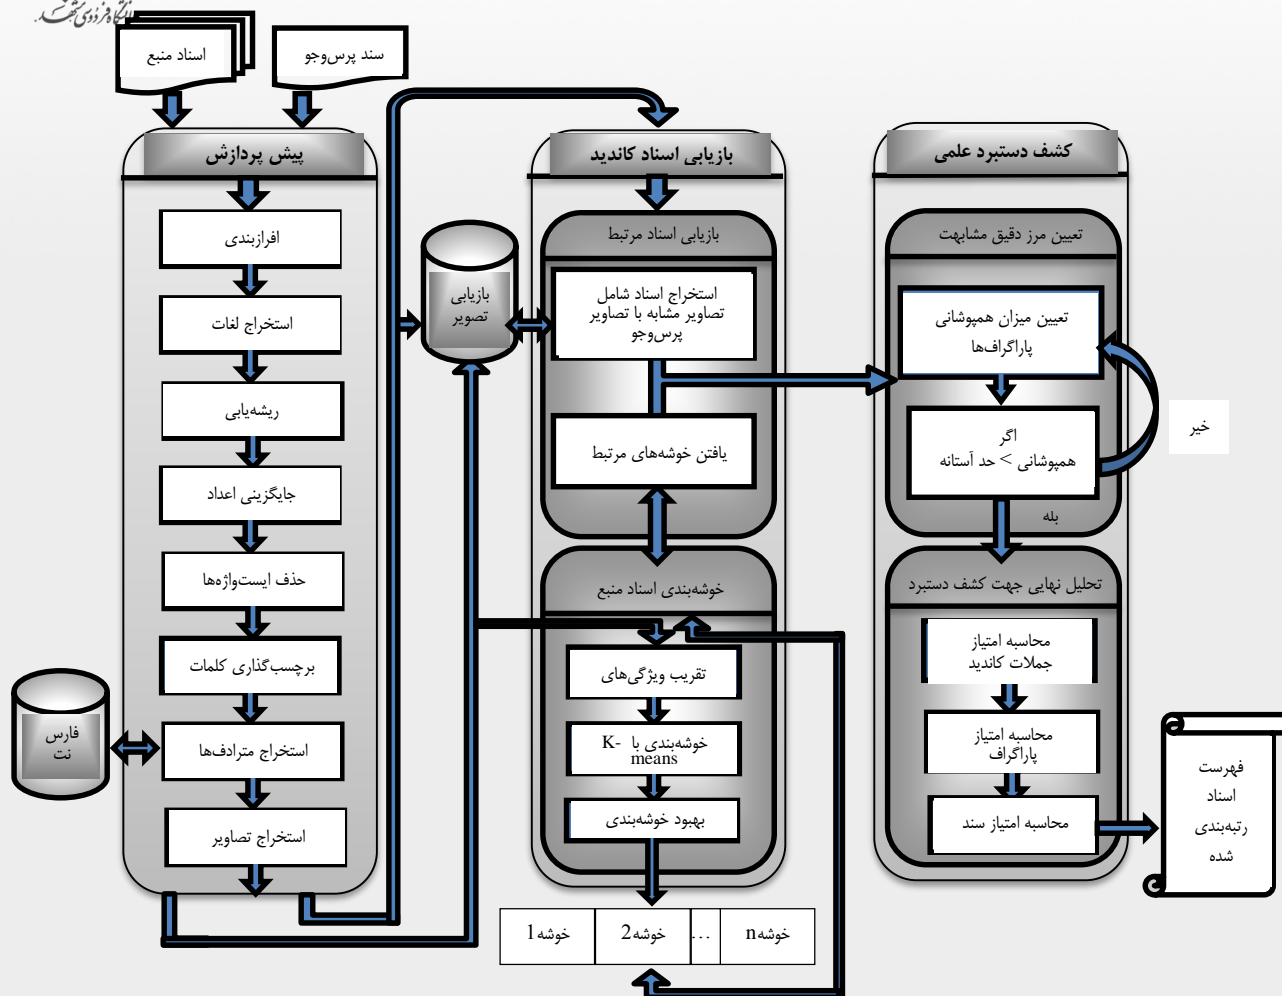 دانشگاه فردوسی مشهد
اسناد منبع
سند پرس‌وجو
پیش پردازش
افرازبندی
استخراج لغات
ریشه‌یابی
جایگزینی اعداد
حذف ایست‌واژه‌ها
برچسب‌گذاری کلمات
استخراج مترادف‌ها
استخراج تصاویر
فارس
نت
بازیابی
تصویر
بازیابی اسناد کاندید
بازیابی اسناد مرتبط
استخراج اسناد شامل
تصاویر مشابه با تصاویر
پرس‌وجو
یافتن خوشه‌های مرتبط
خوشه‌بندی اسناد منبع
تقریب ویژگی‌های
خوشه‌بندی با K-
means
بهبود خوشه‌بندی
خوشه1
خوشه2
...
خوشهn
کشف دستبرد علمی
تعیین مرز دقیق مشابهت
تعیین میزان همپوشانی
پاراگراف‌ها
اگر
همپوشانی > حد آستانه
خیر
بله
تحلیل نهایی جهت کشف دستبرد
محاسبه امتیاز
جملات کاندید
محاسبه امتیاز
پاراگراف
محاسبه امتیاز سند
فهرست
اسناد
رتبه‌بندی
شده